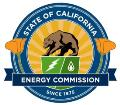 STATE OF CALIFORNIA
ENERGY COMMISSION
SINCE 1975